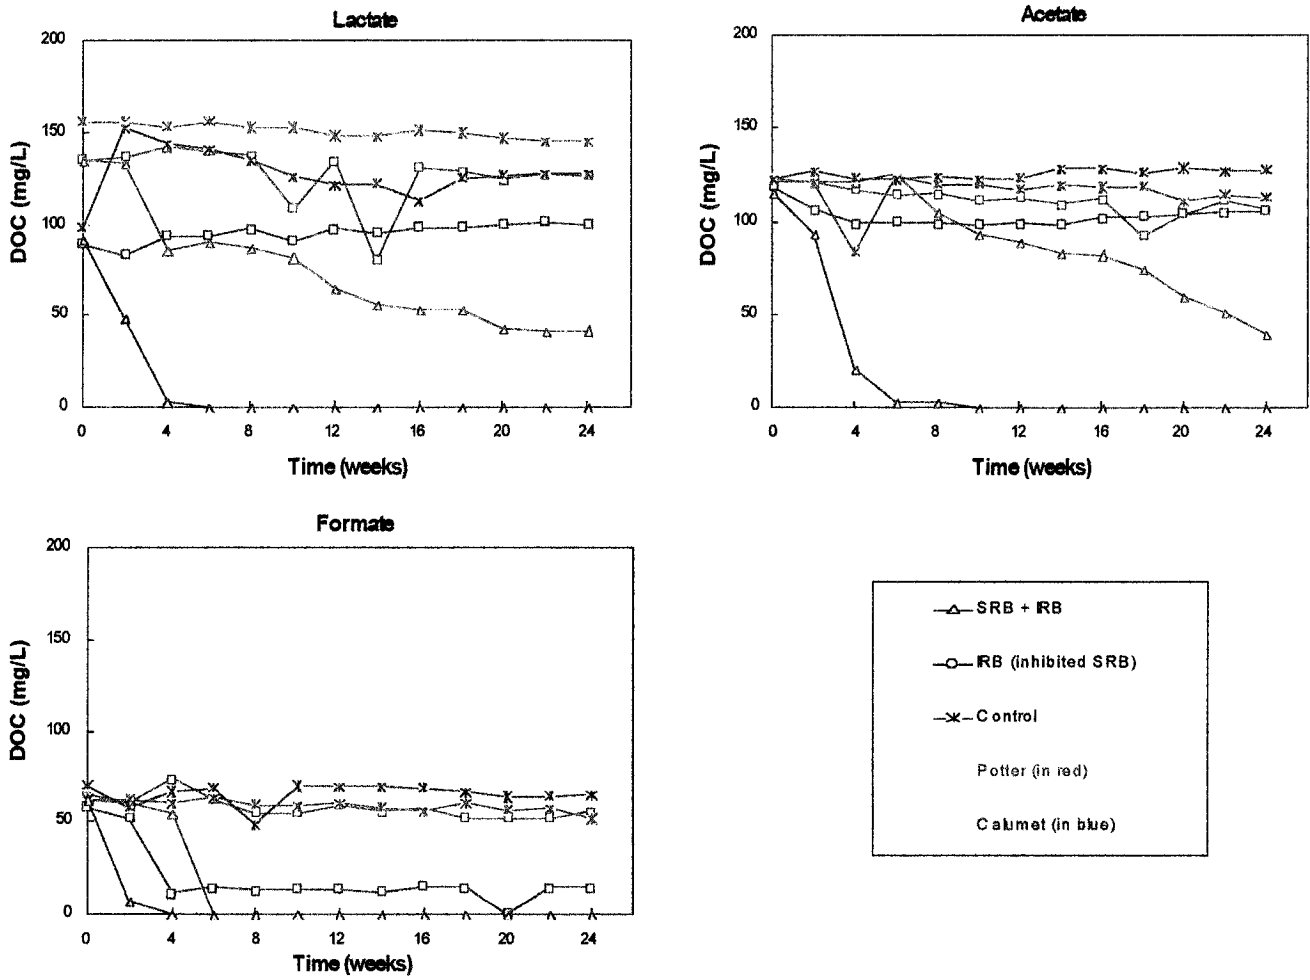 Lactate
200
150
100
50
0
DOC (mg/L)
0 4 8 12 16 20 24
Time (weeks)
Acetate
200
150
100
50
0
DOC (mg/L)
0 4 8 12 16 20 24
Time (weeks)
Formate
200
150
100
50
0
DOC (mg/L)
0 4 8 12 16 20 24
Time (weeks)
SRB + IRB
IRB (inhibited SRB)
Control
Potter (in red)
Calumet (in blue)